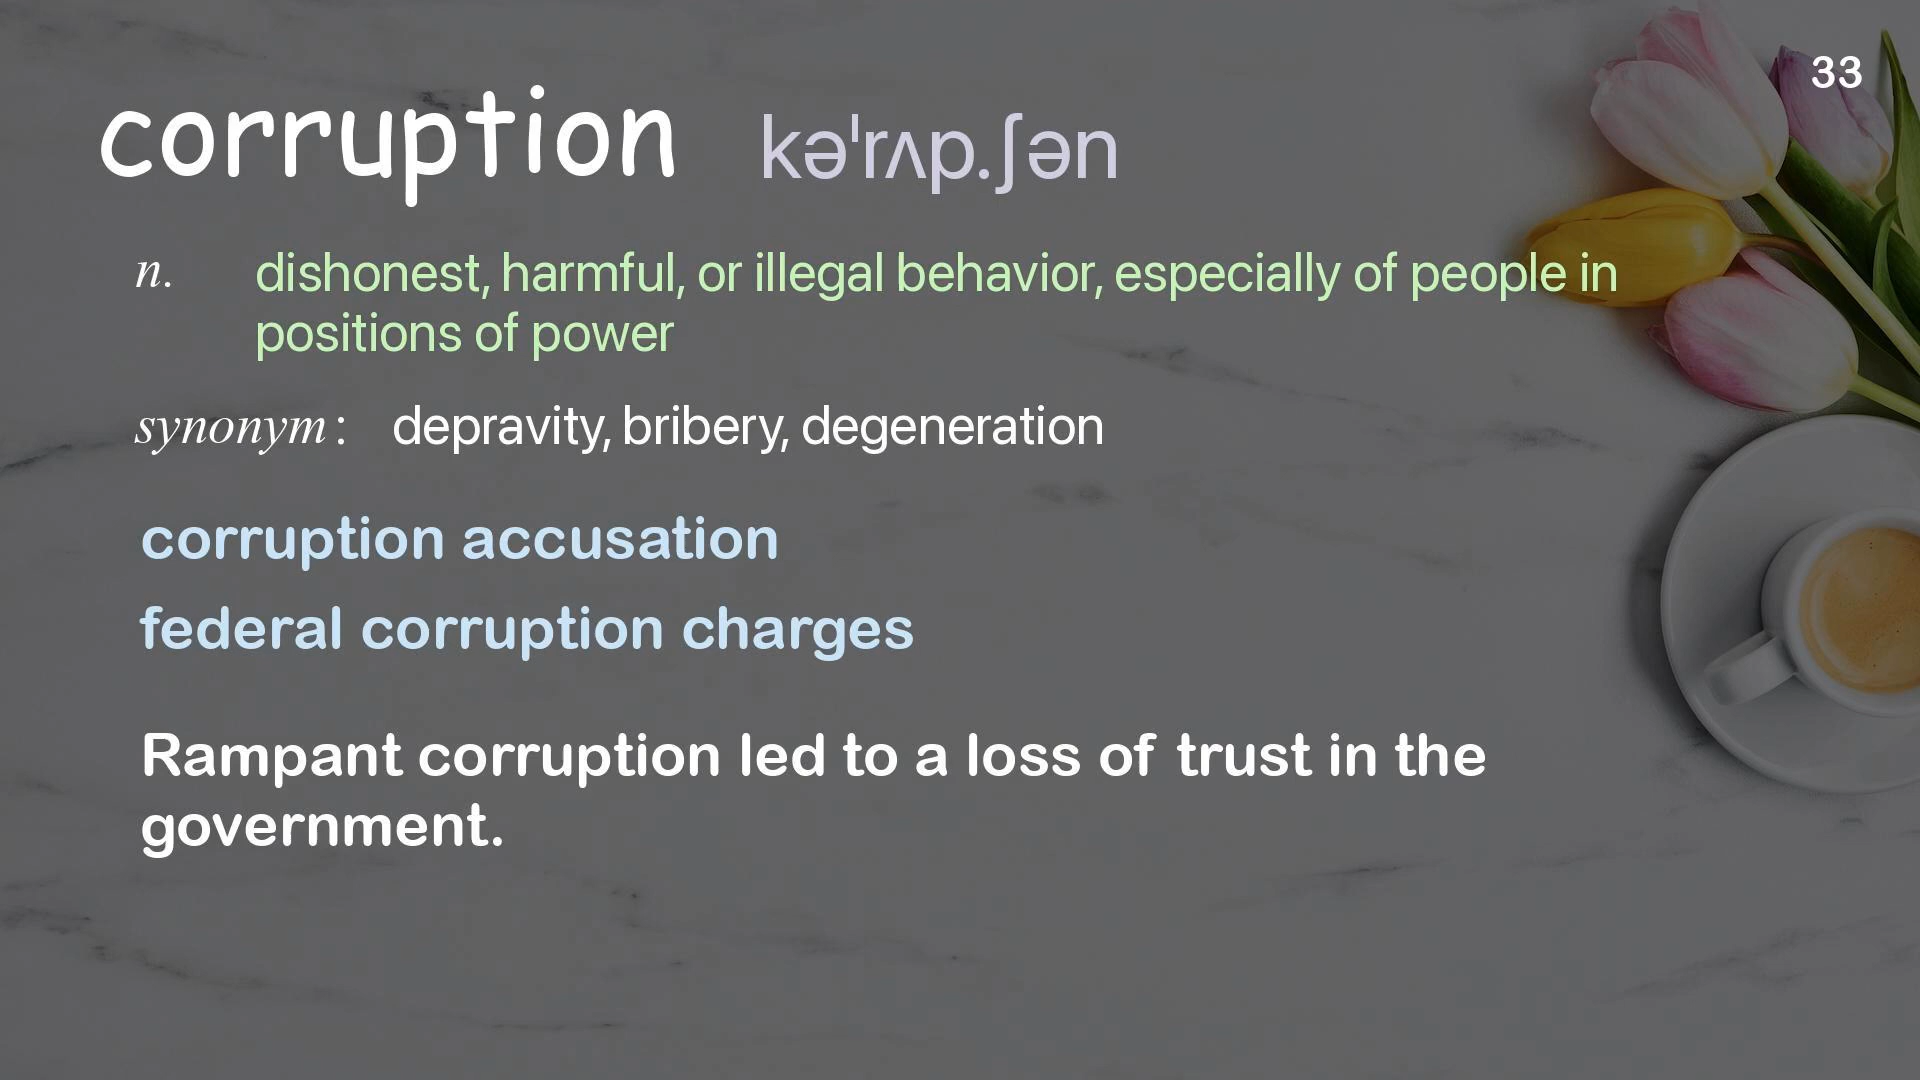 33
corruption kəˈrʌp.ʃən
n. dishonest, harmful, or illegal behavior, especially of people in
positions of power
synonym : depravity, bribery, degeneration
corruption accusation
federal corruption charges
Rampant corruption led to a loss of trust in the
government.